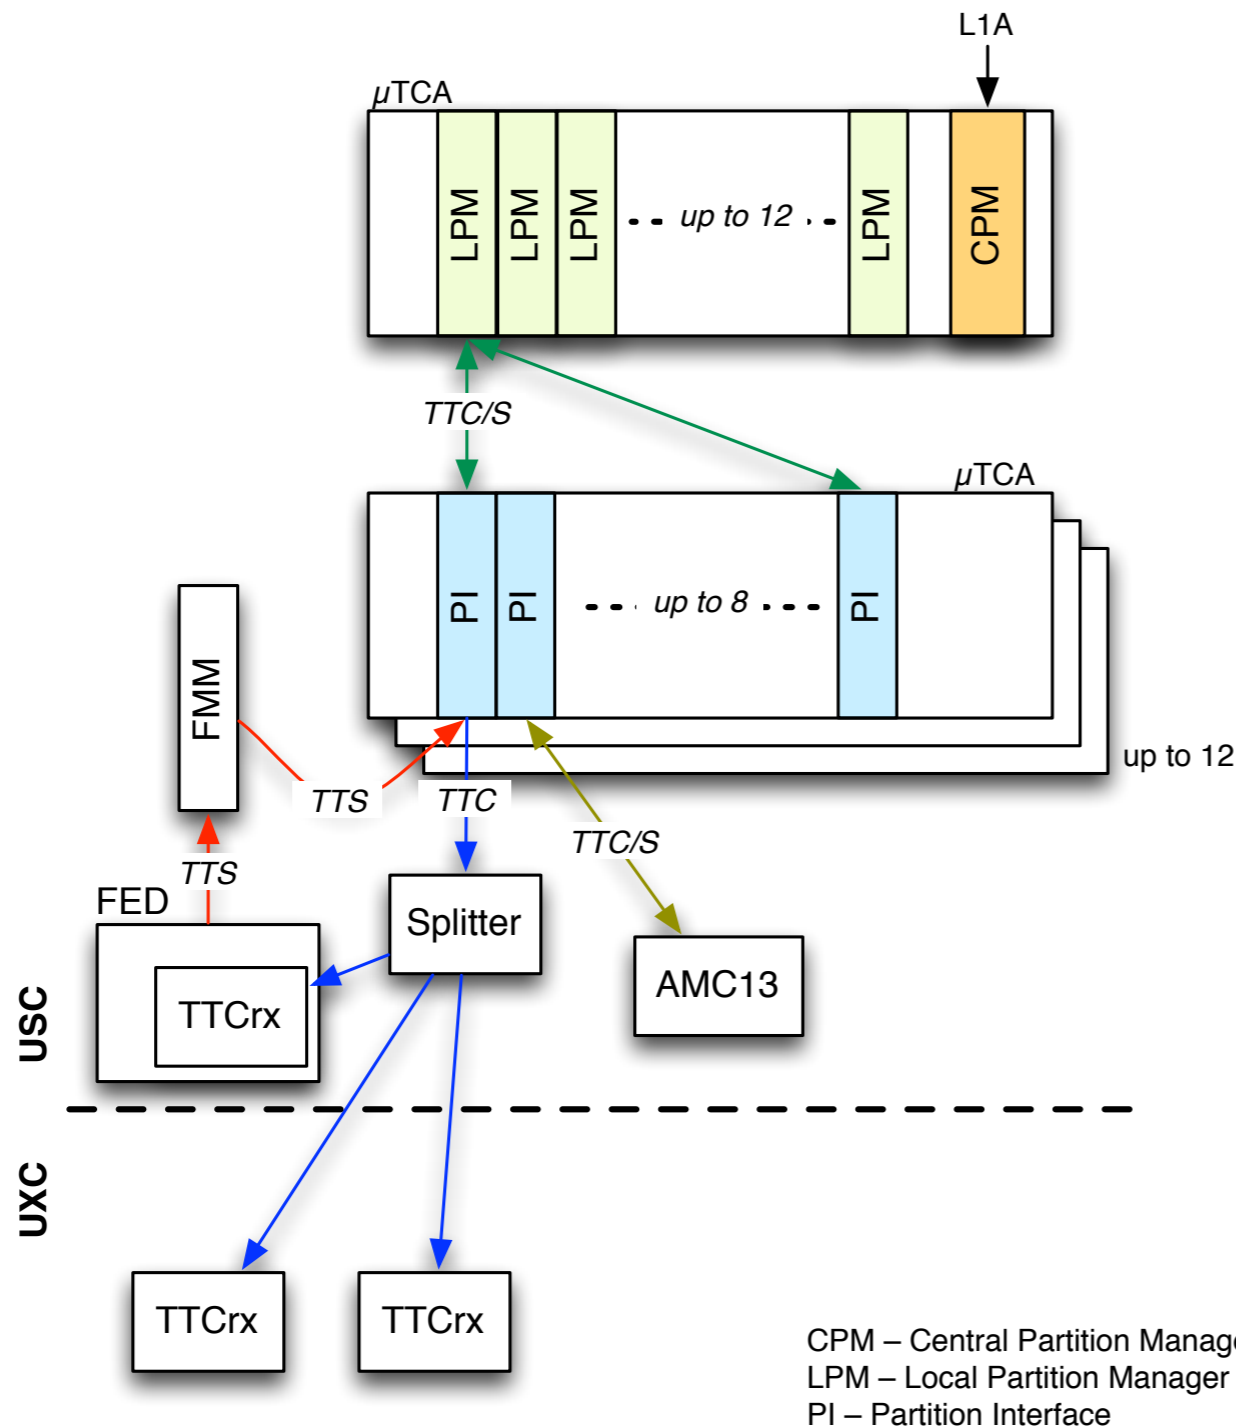 L1A
µTCA
LPM
LPM
LPM
up to 12
LPM
CPM
TTC/S
µTCA
PI
PI
up to 8
PI
FMM
up to 12
TTS
TTC
TTC/S
TTS
FED
Splitter
AMC13
TTCrx
USC
UXC
TTCrx
TTCrx
CPM – Central Partition Manage
LPM – Local Partition Manager
PI – Partition Interface